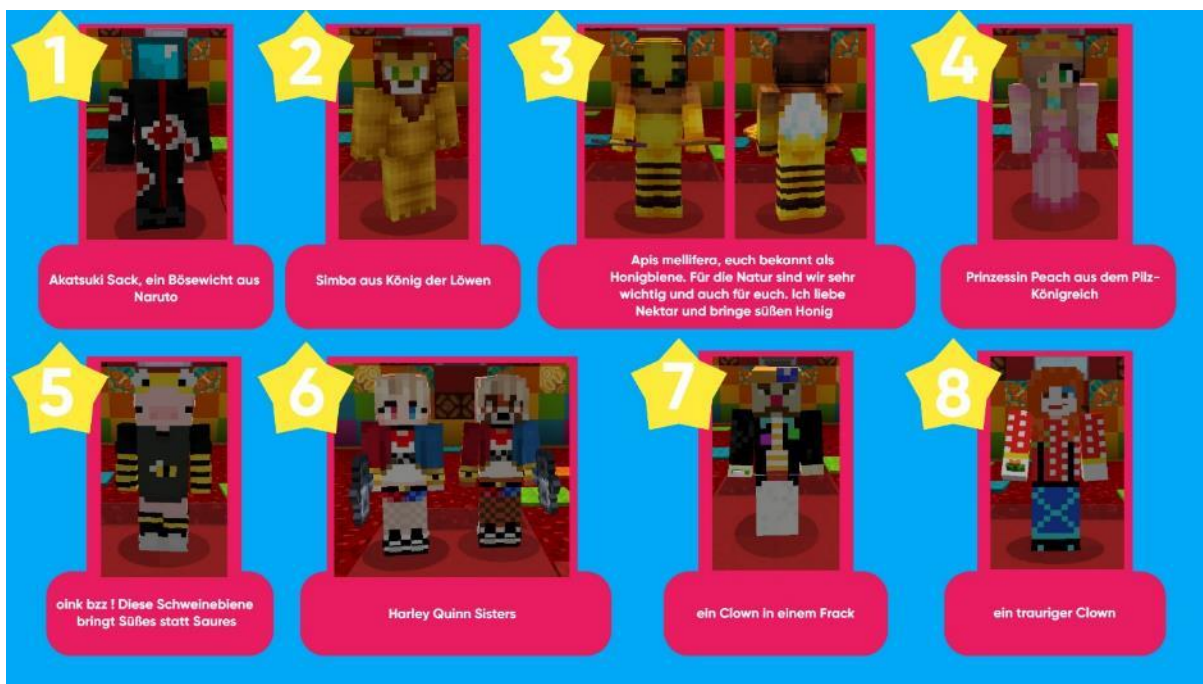 1
2
3
4
Akatsuki Sack, ein Bösewicht aus
Naruto
Simba aus König der Löwen
Apis mellifera, euch bekannt als
Honigbiene. Für die Natur sind wir sehr
wichtig und auch für euch. Ich liebe
Nektar und bringe süßen Honig
Prinzessin Peach aus dem Pilz-
Königreich
5
6
7
8
oink bzz ! Diese Schweinebiene
bringt Süßes statt Saures
Harley Quinn Sisters
ein Clown in einem Frack
ein trauriger Clown